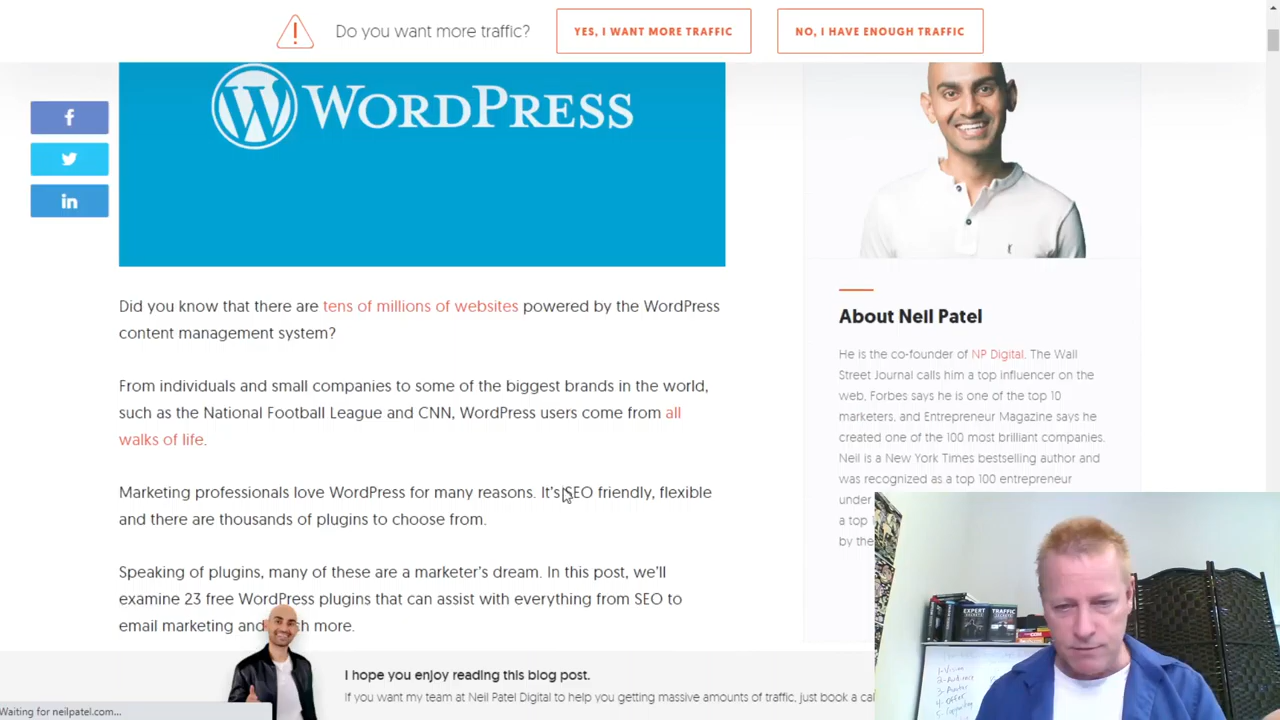 Do you want more traffic?
YES, I WANT MORE TRAFFIC
NO, I HAVE ENOUGH TRAFFIC
WORDPRESS
Did you know that there are tens of millions of websites powered by the WordPress
content management system?
From individuals and small companies to some of the biggest brands in the world,
such as the National Football League and CNN, WordPress users come from all
walks of life.
Marketing professionals love WordPress for many reasons. It's SEO friendly, flexible
and there are thousands of plugins to choose from.
Speaking of plugins, many of these are a marketer's dream. In this post, we'll
examine 23 free WordPress plugins that can assist with everything from SEO to
email marketing and more.
About Neil Patel
He is the co-founder of NP Digital. The Wall
Street Journal calls him a top influencer on the
web, Forbes says he is one of the top 10
marketers, and Entrepreneur Magazine says he
created one of the 100 most brilliant companies.
Neil is a New York Times bestselling author and
was recognized as a top 100 entrepreneur
under
a top
by the
I hope you enjoy reading this blog post.
If you want my team at Neil Patel Digital to help you getting massive amounts of traffic, just book a
Waiting for neilpatel.com...
EXPERT
SECRETS
TRAFFIC
SECRETS